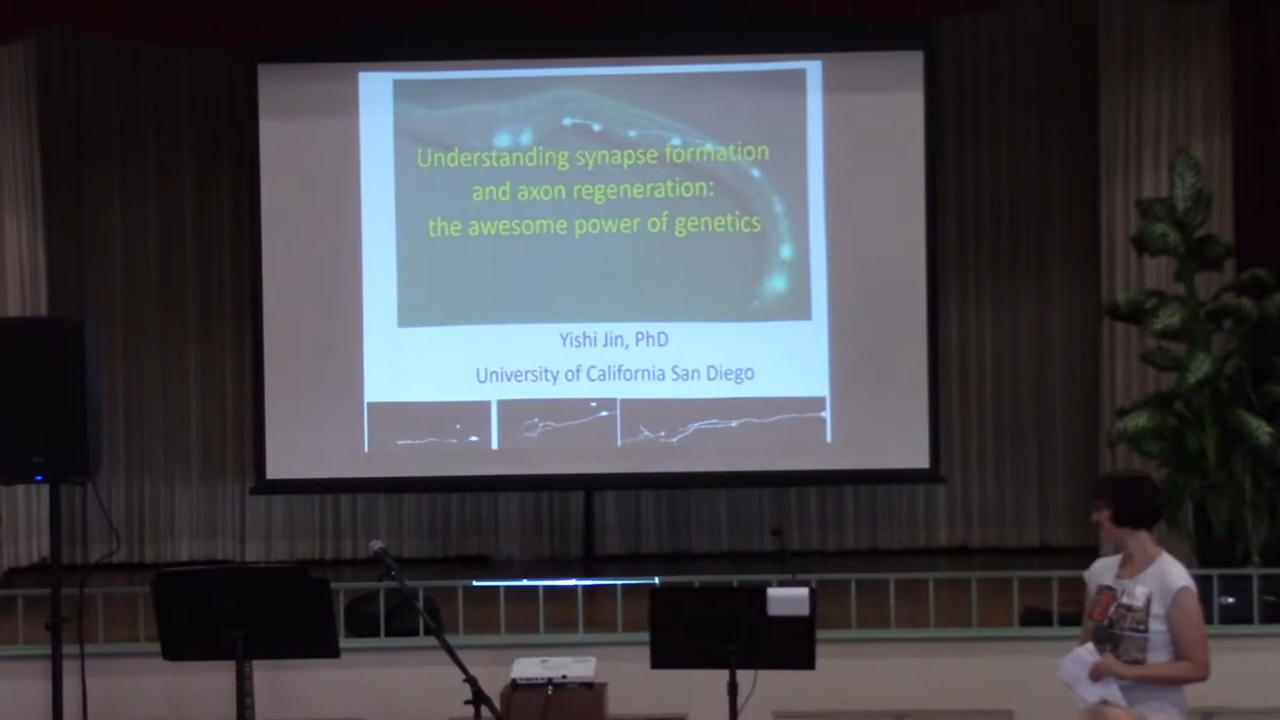 Understanding synapse formation
and axon regeneration:
the awesome power of genetics
Yishi Jin, PhD
University of California San Diego